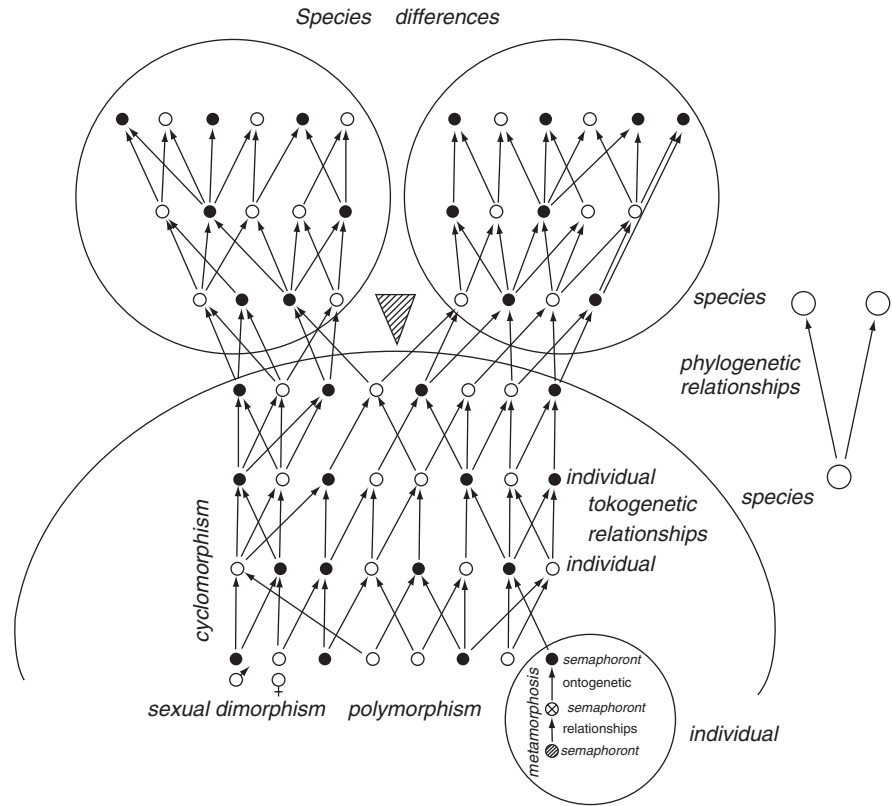 Species differences
species
phylogenetic
relationships
species
individual
tokogenetic
relationships
individual
cyclomorphism
sexual dimorphism
polymorphism
metamorphosis
semaphoront
ontogenetic
semaphoront
relationships
semaphoront
individual